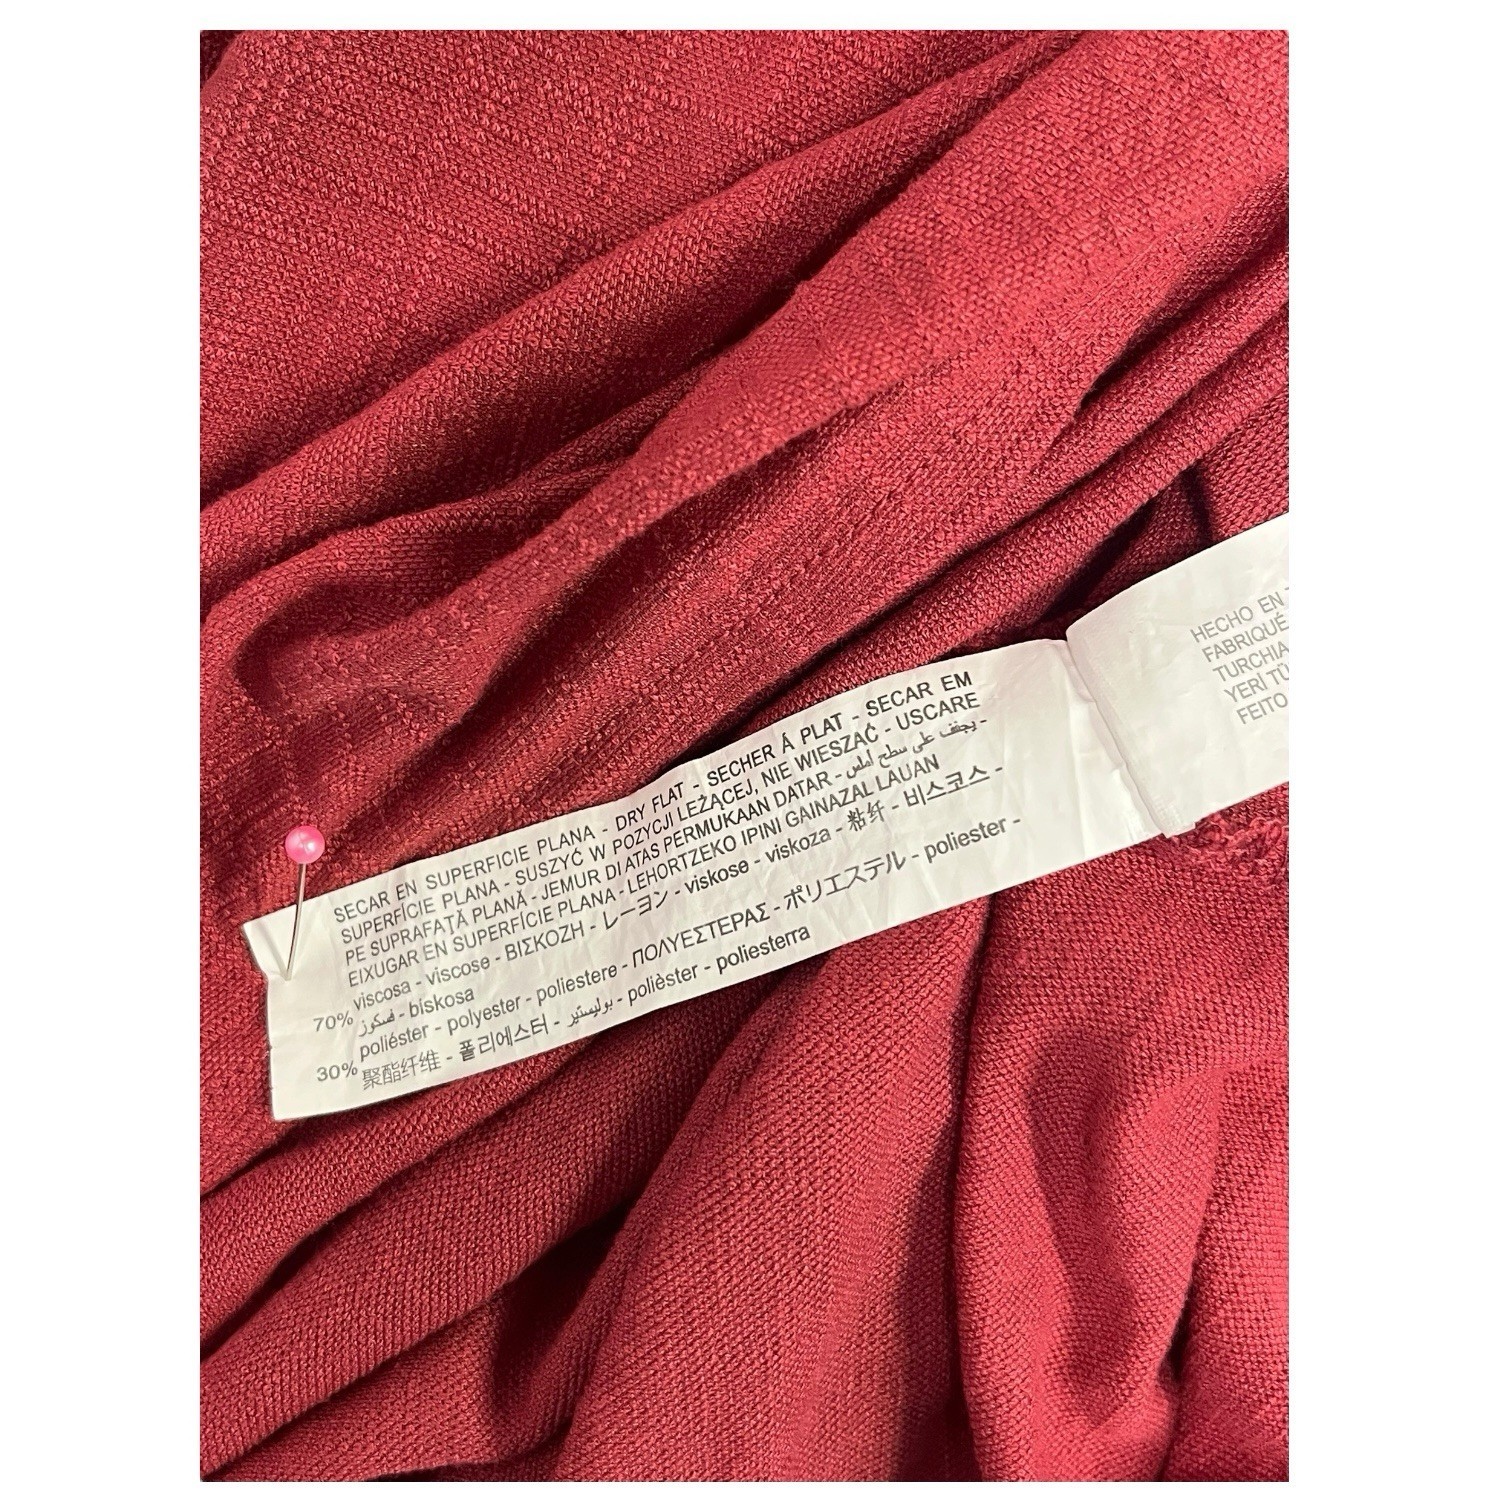 SECAR EN SUPERFICIE PLANA - DRY FLAT - SECHER Á PLAT - SECAR EM
SUPERFÍCIE PLANA - SUSZYĆ W POZYCJI LEŻĄCEJ, NIE WIESZAĆ - USCARE
PE SUPRAFAŢĂ PLANĂ - JEMUR DI ATAS PERMUKAAN DATAR - يجفف على سطح أملس -
EIXUGAR EN SUPERFÍCIE PLANA - LEHORTZEKO IPINI GAINAZAL LAUAN
70% viscosa - viscose - ΒΙΣΚΟΖΗ - レーヨン - viskose - viskoza - 粘纤 - 비스코스 -
فسكوز - biskosa
30% poliéster - polyester - poliestere - ΠΟΛΥΕΣΤΕΡΑΣ - ポリエステル - poliester -
聚酯纤维 - 폴리에스터 - بوليستير - polièster - poliesterra
HECHO EN
FABRIQUÉ
TURCHIA
YERİ
FEITO